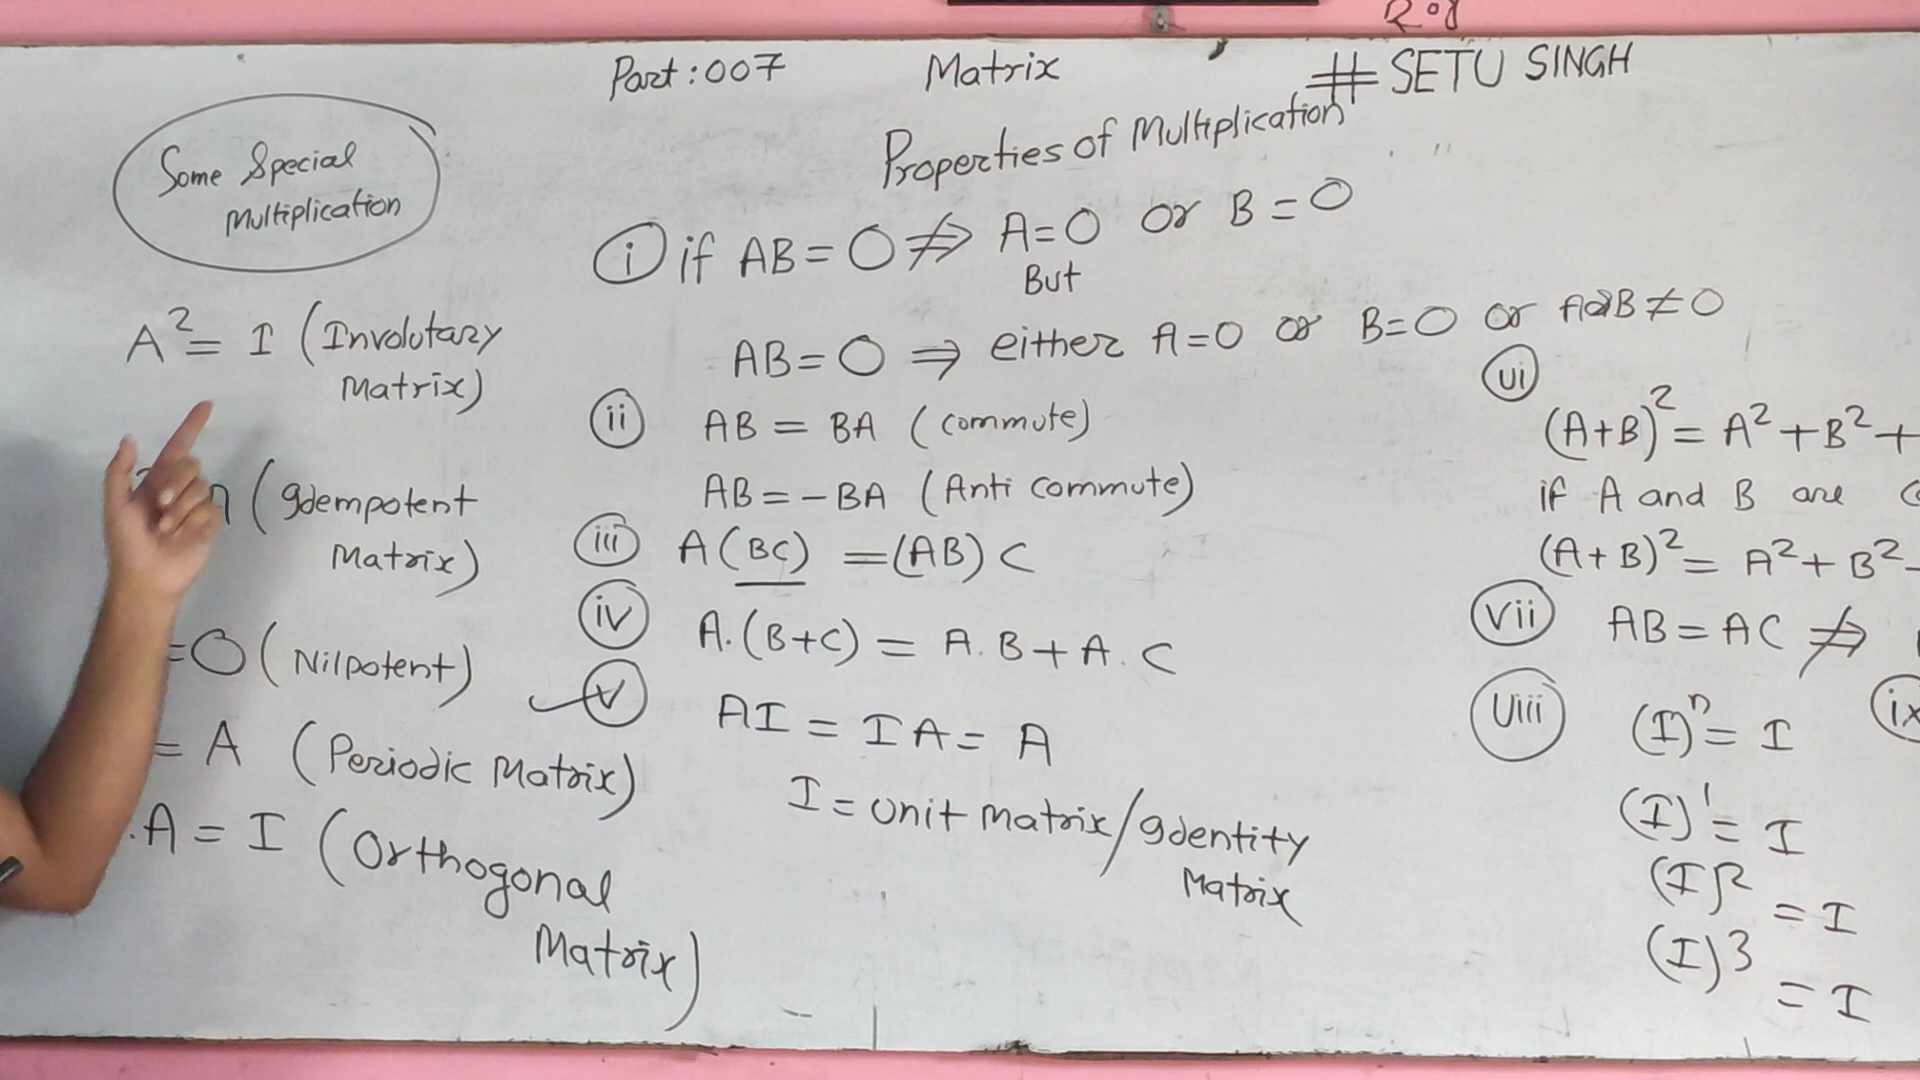 Part:007 Matrix # SETU SINGH
Some Special
Multiplication
A² = I (Involutary
Matrix)
(Idempotent
Matrix)
=O (Nilpotent)
= A (Periodic Matrix)
.A = I (Orthogonal
Matrix)
Properties of Multiplication
(i) if AB = O ⇏ A=O or B=O
But
AB=O ⇒ either A=O or B=O or A&B≠O
(ii) AB = BA (commute)
AB = -BA (Anti commute)
(iii) A(BC) = (AB)C
(iv) A.(B+C) = A.B+A.C
(v) AI = IA = A
I = Unit matrix/Identity
Matrix
(vi)
(A+B)² = A²+B²+
if A and B are
(A+B)² = A²+B²-
(vii) AB = AC ⇏
(viii) (I)ⁿ = I (ix
(I)¹ = I
(I)² = I
(I)3 = I